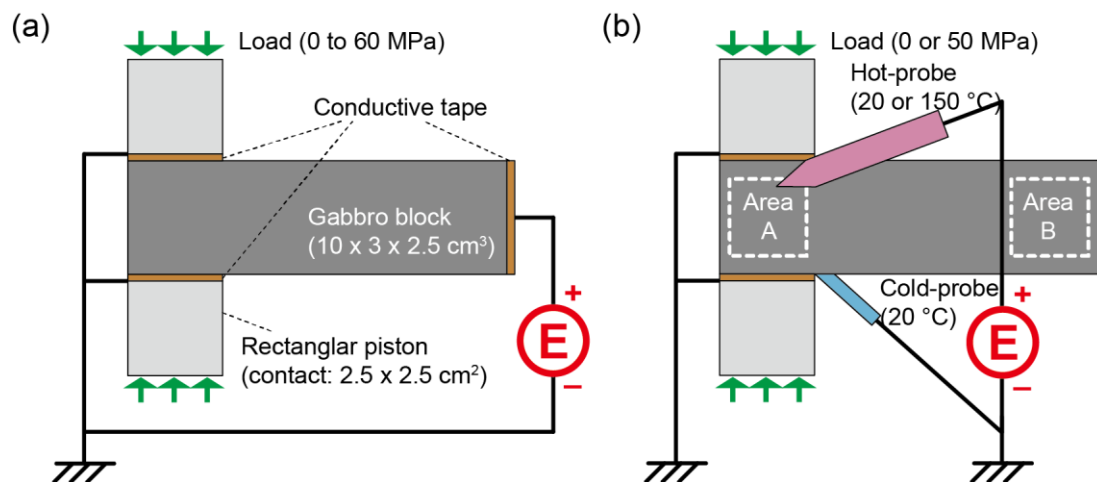 (a)
Load (0 to 60 MPa)
Conductive tape
Gabbro block
(10 x 3 x 2.5 cm³)
Rectanglar piston
(contact: 2.5 x 2.5 cm²)
+
E
−
(b)
Load (0 or 50 MPa)
Hot-probe
(20 or 150 °C)
Area
A
Area
B
Cold-probe
(20 °C)
+
E
−